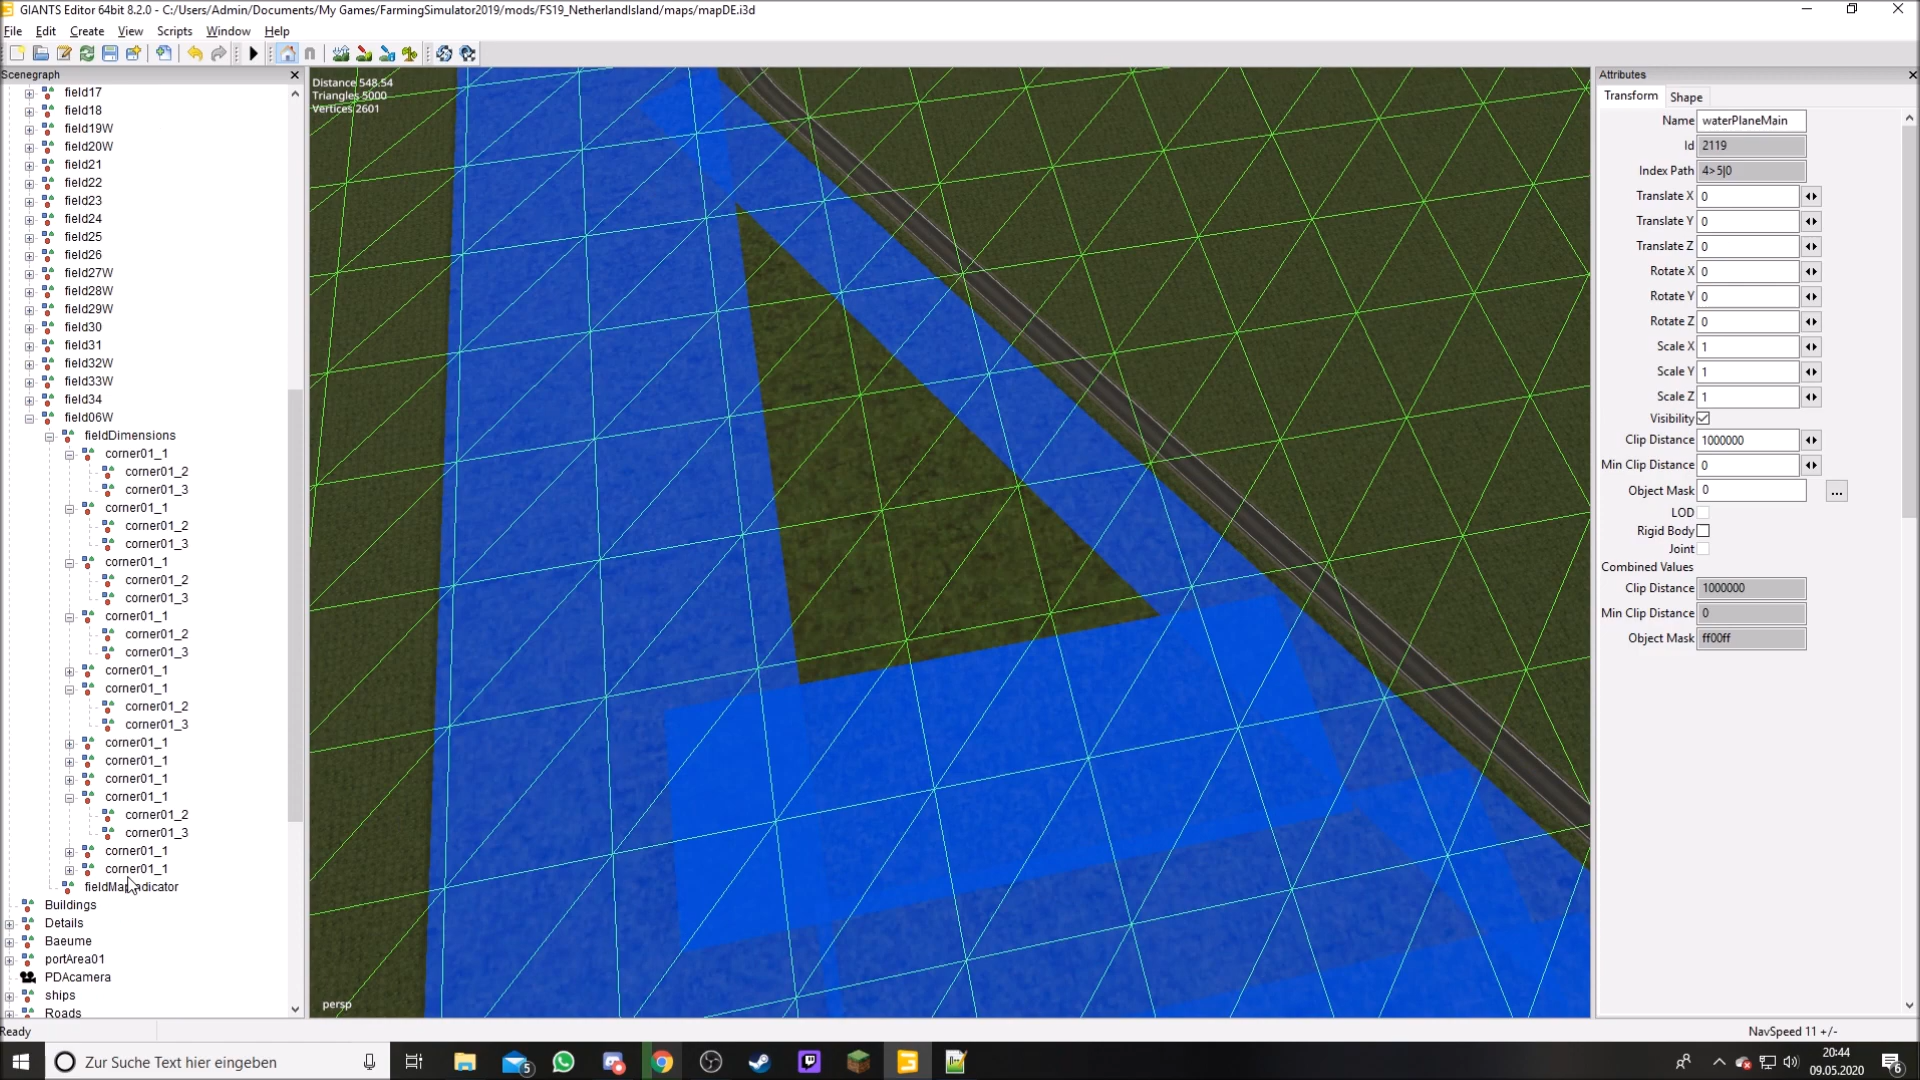 GIANTS Editor 64bit 8.2.0 - C:/Users/Admin/Documents/My Games/FarmingSimulator2019/mods/FS19_NetherlandIsland/maps/mapDE.i3d
File Edit Create View Scripts Window Help
Scenegraph
field17
field18
field19W
field20W
field21
field22
field23
field24
field25
field26
field27W
field28W
field29W
field30
field31
field32W
field33W
field34
field06W
fieldDimensions
corner01_1
corner01_2
corner01_3
corner01_1
corner01_2
corner01_3
corner01_1
corner01_2
corner01_3
corner01_1
corner01_2
corner01_3
corner01_1
corner01_1
corner01_2
corner01_3
corner01_1
corner01_1
corner01_1
corner01_1
corner01_2
corner01_3
corner01_1
corner01_1
Buildings
Details
Baeume
portArea01
PDAcamera
ships
Roads
Distance 548.54
Triangles 5000
Vertices 2601
persp
Attributes
Transform Shape
Name waterPlaneMain
Id 2119
Index Path 4>5|0
Translate X 0
Translate Y 0
Translate Z 0
Rotate X 0
Rotate Y 0
Rotate Z 0
Scale X 1
Scale Y 1
Scale Z 1
Visibility
Clip Distance 1000000
Min Clip Distance 0
Object Mask 0 ...
LOD
Rigid Body
Joint
Combined Values
Clip Distance 1000000
Min Clip Distance 0
Object Mask ff00ff
Ready
NavSpeed 11 +/-
Zur Suche Text hier eingeben
5
20:44
09.05.2020
6